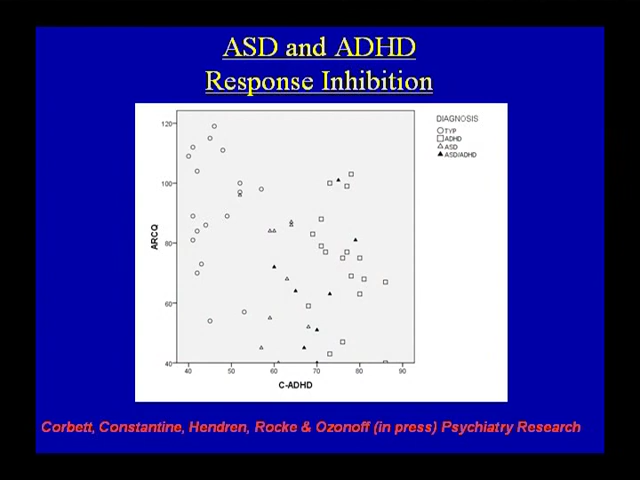 ASD and ADHD
Response Inhibition
DIAGNOSIS
TYP
ADHD
ASD
ASD/ADHD
120
100
80
60
40
ARCQ
40 50 60 70 80 90
C-ADHD
Corbett, Constantine, Hendren, Rocke & Ozonoff (in press) Psychiatry Research